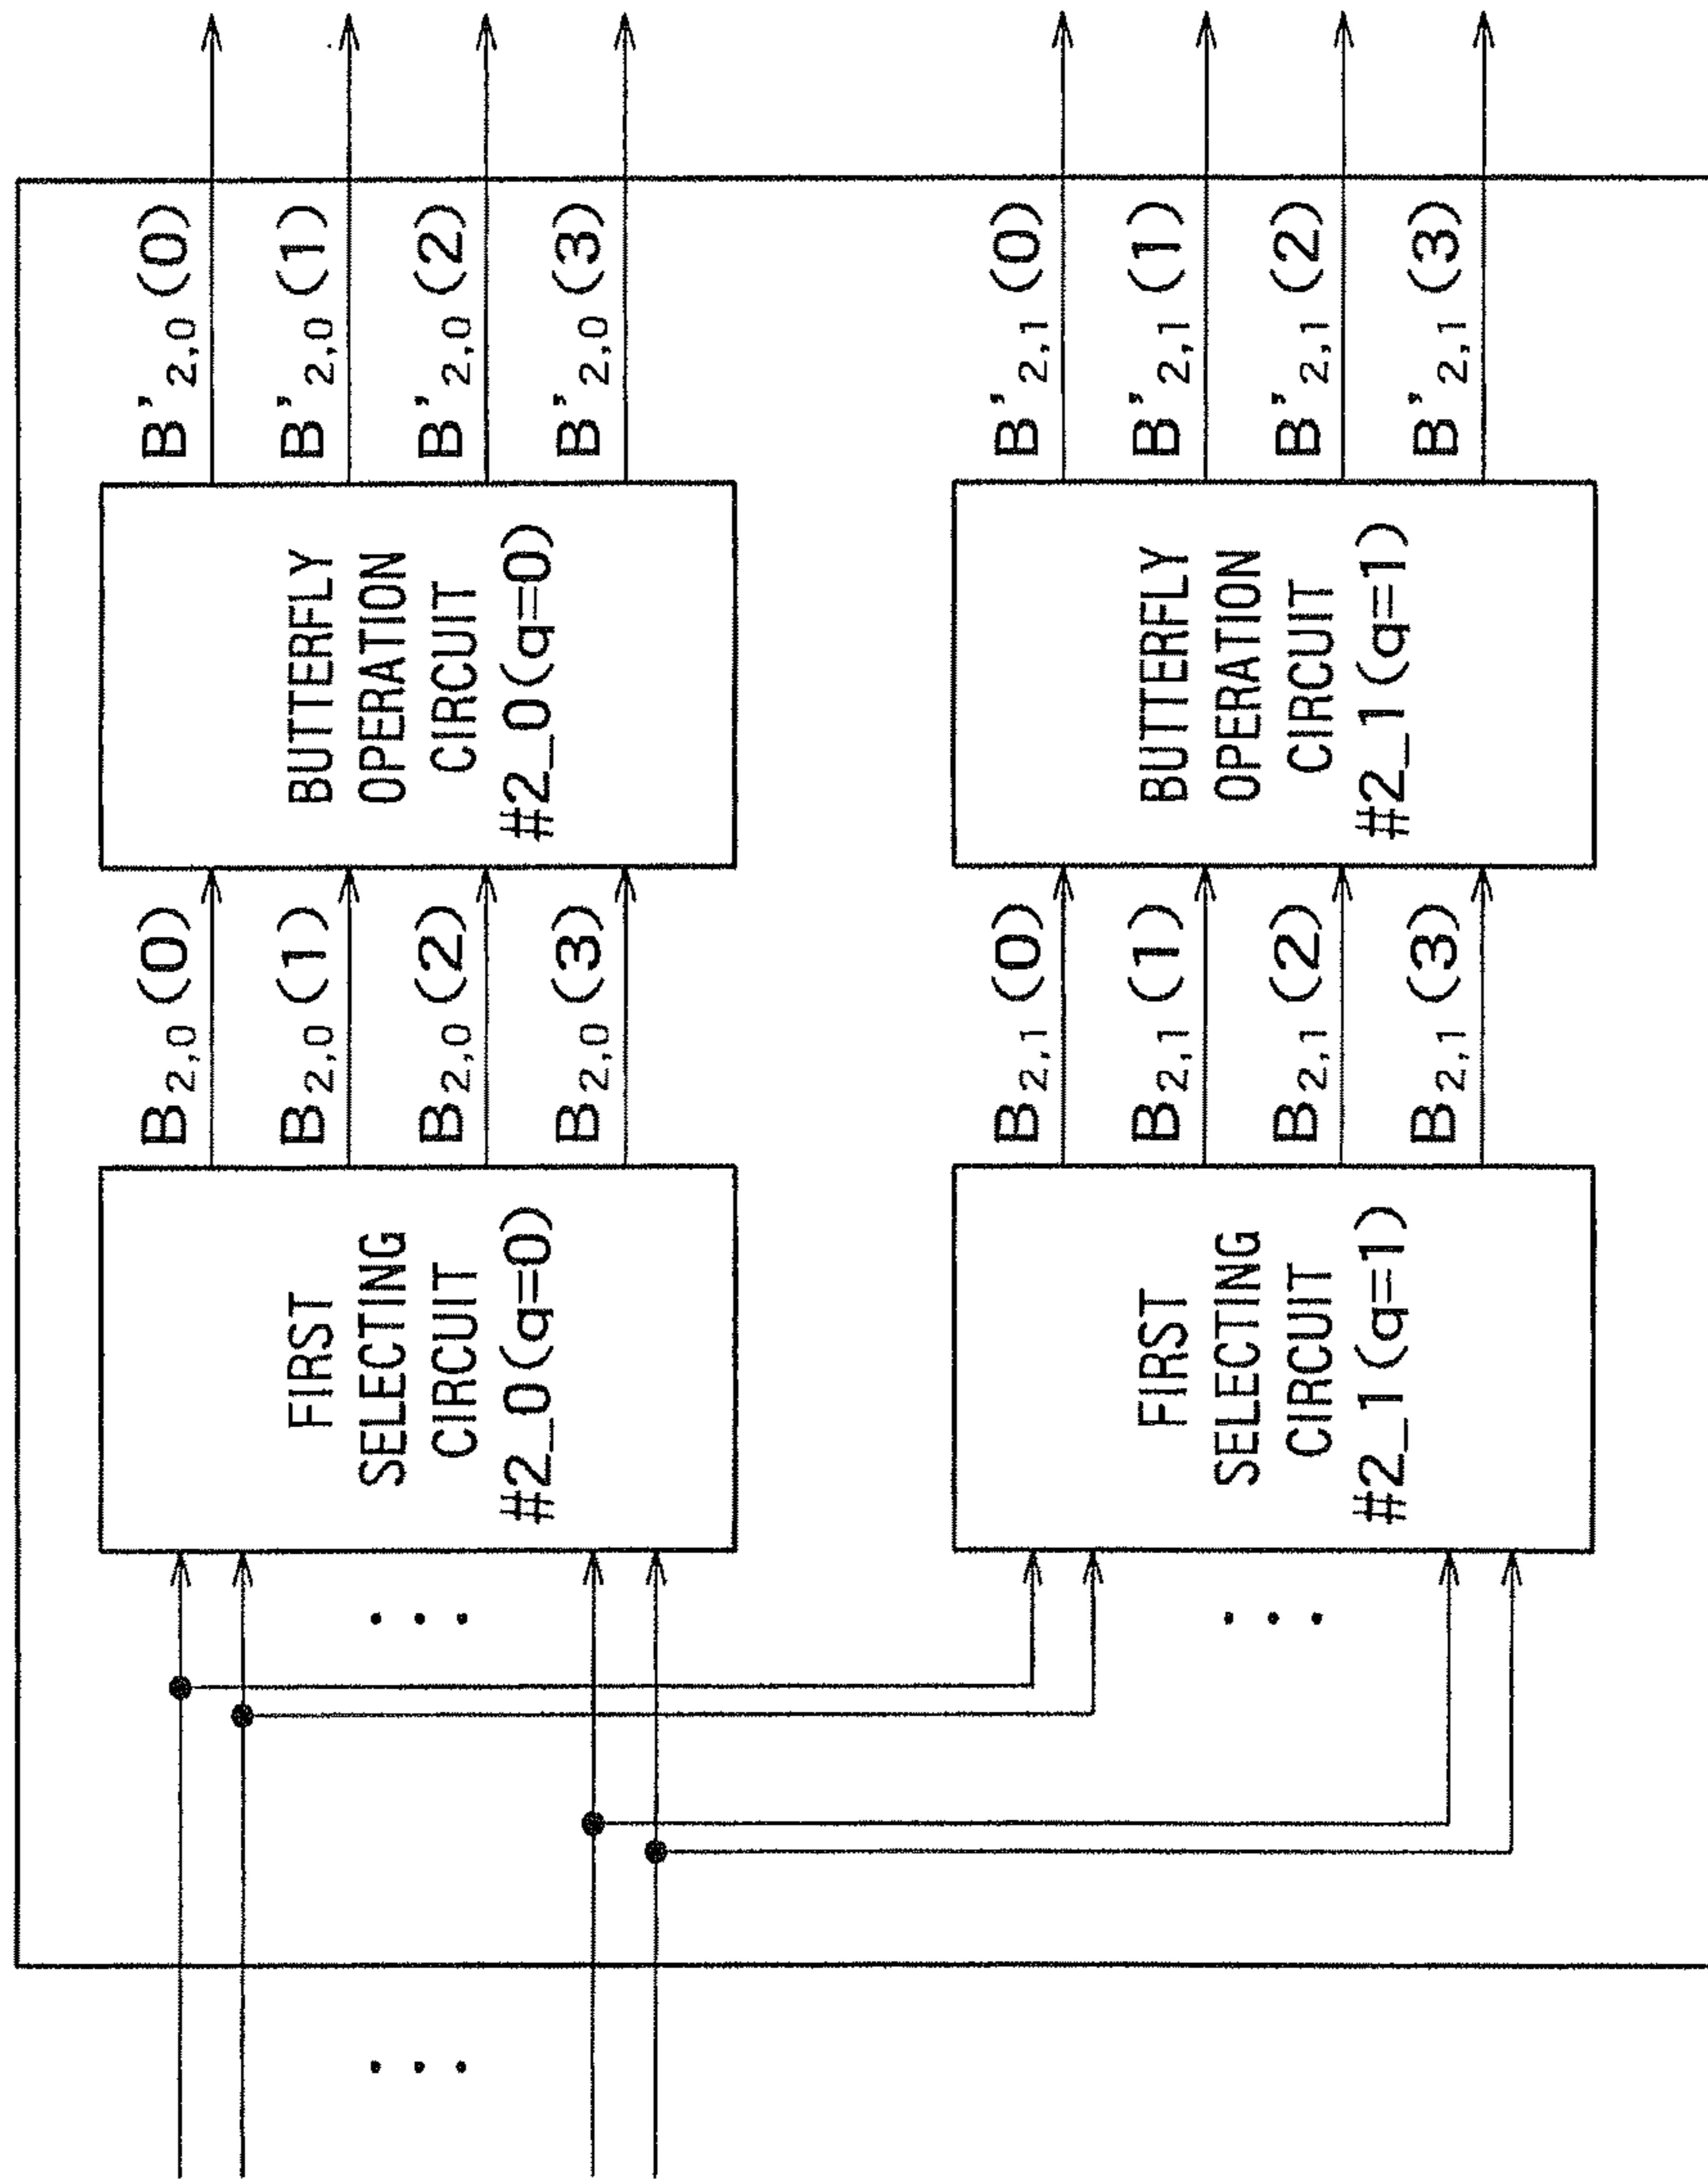 FIRST
SELECTING
CIRCUIT
#2_0(q=0)
B2,0 (0)
B2,0 (1)
B2,0 (2)
B2,0 (3)
BUTTERFLY
OPERATION
CIRCUIT
#2_0(q=0)
B'2,0 (0)
B'2,0 (1)
B'2,0 (2)
B'2,0 (3)
FIRST
SELECTING
CIRCUIT
#2_1(q=1)
B2,1 (0)
B2,1 (1)
B2,1 (2)
B2,1 (3)
BUTTERFLY
OPERATION
CIRCUIT
#2_1(q=1)
B'2,1 (0)
B'2,1 (1)
B'2,1 (2)
B'2,1 (3)